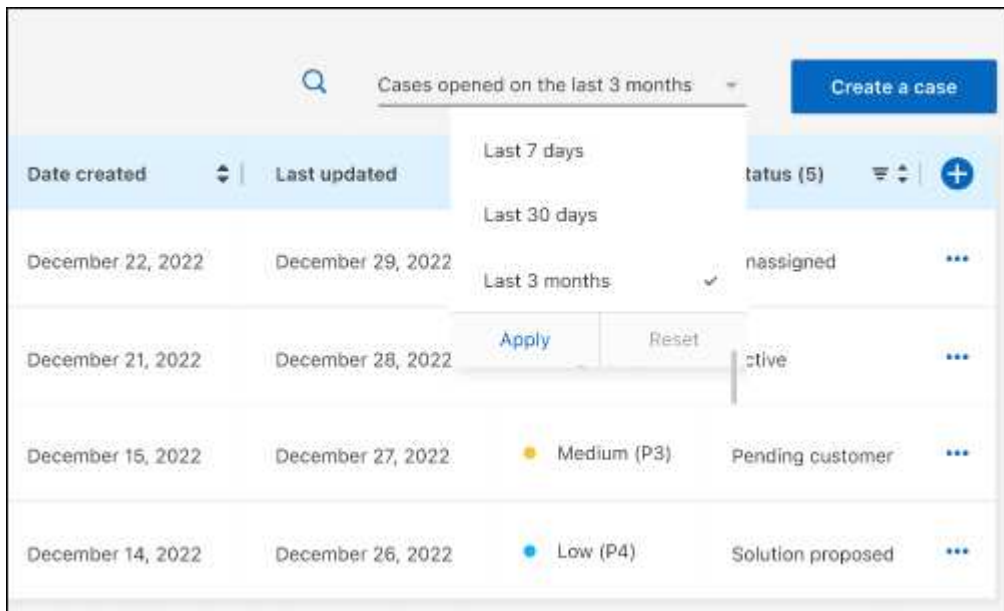 Cases opened on the last 3 months
Create a case
Last 7 days
Date created
Last updated
tatus (5)
Last 30 days
December 22, 2022
December 29, 2022
nassigned
Last 3 months
Apply
Reset
December 21, 2022
December 28, 2022
ctive
December 15, 2022
December 27, 2022
Medium (P3)
Pending customer
December 14, 2022
December 26, 2022
Low (P4)
Solution proposed